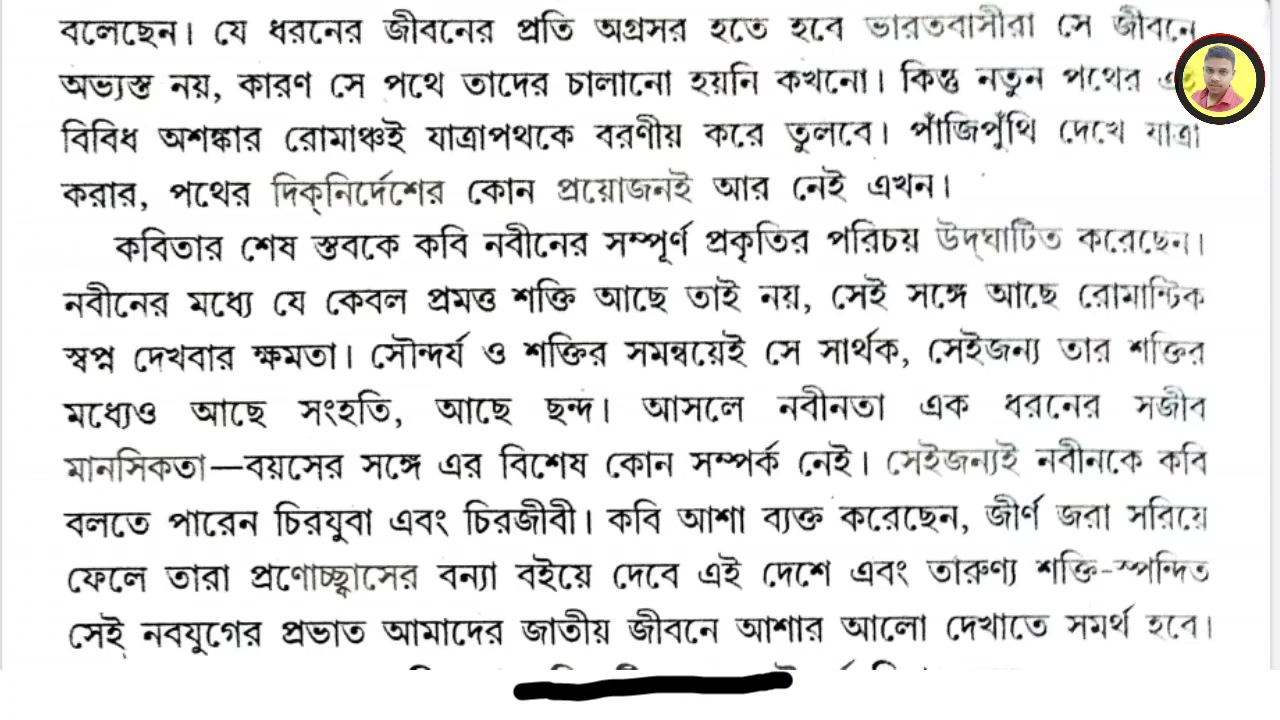 বলেছেন। যে ধরনের জীবনের প্রতি অগ্রসর হতে হবে ভারতবাসীরা সে জীবনে
অভ্যস্ত নয়, কারণ সে পথে তাদের চালানো হয়নি কখনো। কিন্তু নতুন পথের
বিবিধ অশঙ্কার রোমাঞ্চই যাত্রাপথকে বরণীয় করে তুলবে। পাঁজিপুঁথি দেখে যাত্রা
করার, পথের দিক্‌নির্দেশের কোন প্রয়োজনই আর নেই এখন।
কবিতার শেষ স্তবকে কবি নবীনের সম্পূর্ণ প্রকৃতির পরিচয় উদ্‌ঘাটিত করেছেন।
নবীনের মধ্যে যে কেবল প্রমত্ত শক্তি আছে তাই নয়, সেই সঙ্গে আছে রোমান্টিক
স্বপ্ন দেখবার ক্ষমতা। সৌন্দর্য ও শক্তির সমন্বয়েই সে সার্থক, সেইজন্য তার শক্তির
মধ্যেও আছে সংহতি, আছে ছন্দ। আসলে নবীনতা এক ধরনের সজীব
মানসিকতা—বয়সের সঙ্গে এর বিশেষ কোন সম্পর্ক নেই। সেইজন্যই নবীনকে কবি
বলতে পারেন চিরযুবা এবং চিরজীবী। কবি আশা ব্যক্ত করেছেন, জীর্ণ জরা সরিয়ে
ফেলে তারা প্রণোচ্ছ্বাসের বন্যা বইয়ে দেবে এই দেশে এবং তারুণ্য শক্তি-স্পন্দিত
সেই নবযুগের প্রভাত আমাদের জাতীয় জীবনে আশার আলো দেখাতে সমর্থ হবে।